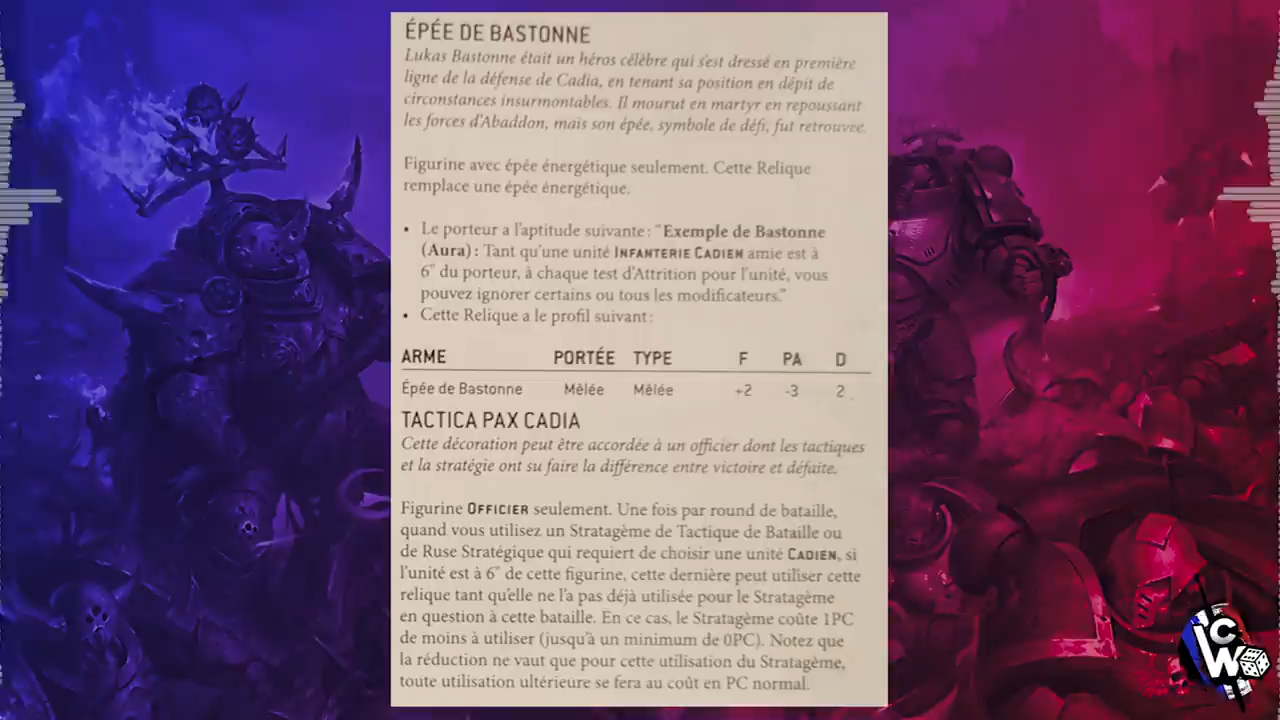 ÉPÉE DE BASTONNE
Lukas Bastonne était un héros célèbre qui s'est dressé en première
ligne de la défense de Cadia, en tenant sa position en dépit de
circonstances insurmontables. Il mourut en martyr en repoussant
les forces d'Abaddon, mais son épée, symbole de défi, fut retrouvée.
Figurine avec épée énergétique seulement. Cette Relique
remplace une épée énergétique.
• Le porteur a l'aptitude suivante : "Exemple de Bastonne
(Aura) : Tant qu'une unité INFANTERIE CADIEN amie est à
6" du porteur, à chaque test d'Attrition pour l'unité, vous
pouvez ignorer certains ou tous les modificateurs."
• Cette Relique a le profil suivant :
ARME PORTÉE TYPE F PA D
Épée de Bastonne Mêlée Mêlée +2 -3 2
TACTICA PAX CADIA
Cette décoration peut être accordée à un officier dont les tactiques
et la stratégie ont su faire la différence entre victoire et défaite.
Figurine OFFICIER seulement. Une fois par round de bataille,
quand vous utilisez un Stratagème de Tactique de Bataille ou
de Ruse Stratégique qui requiert de choisir une unité CADIEN, si
l'unité est à 6" de cette figurine, cette dernière peut utiliser cette
relique tant qu'elle ne l'a pas déjà utilisée pour le Stratagème
en question à cette bataille. En ce cas, le Stratagème coûte 1PC
de moins à utiliser (jusqu'à un minimum de 0PC). Notez que
la réduction ne vaut que pour cette utilisation du Stratagème,
toute utilisation ultérieure se fera au coût en PC normal.
ICW